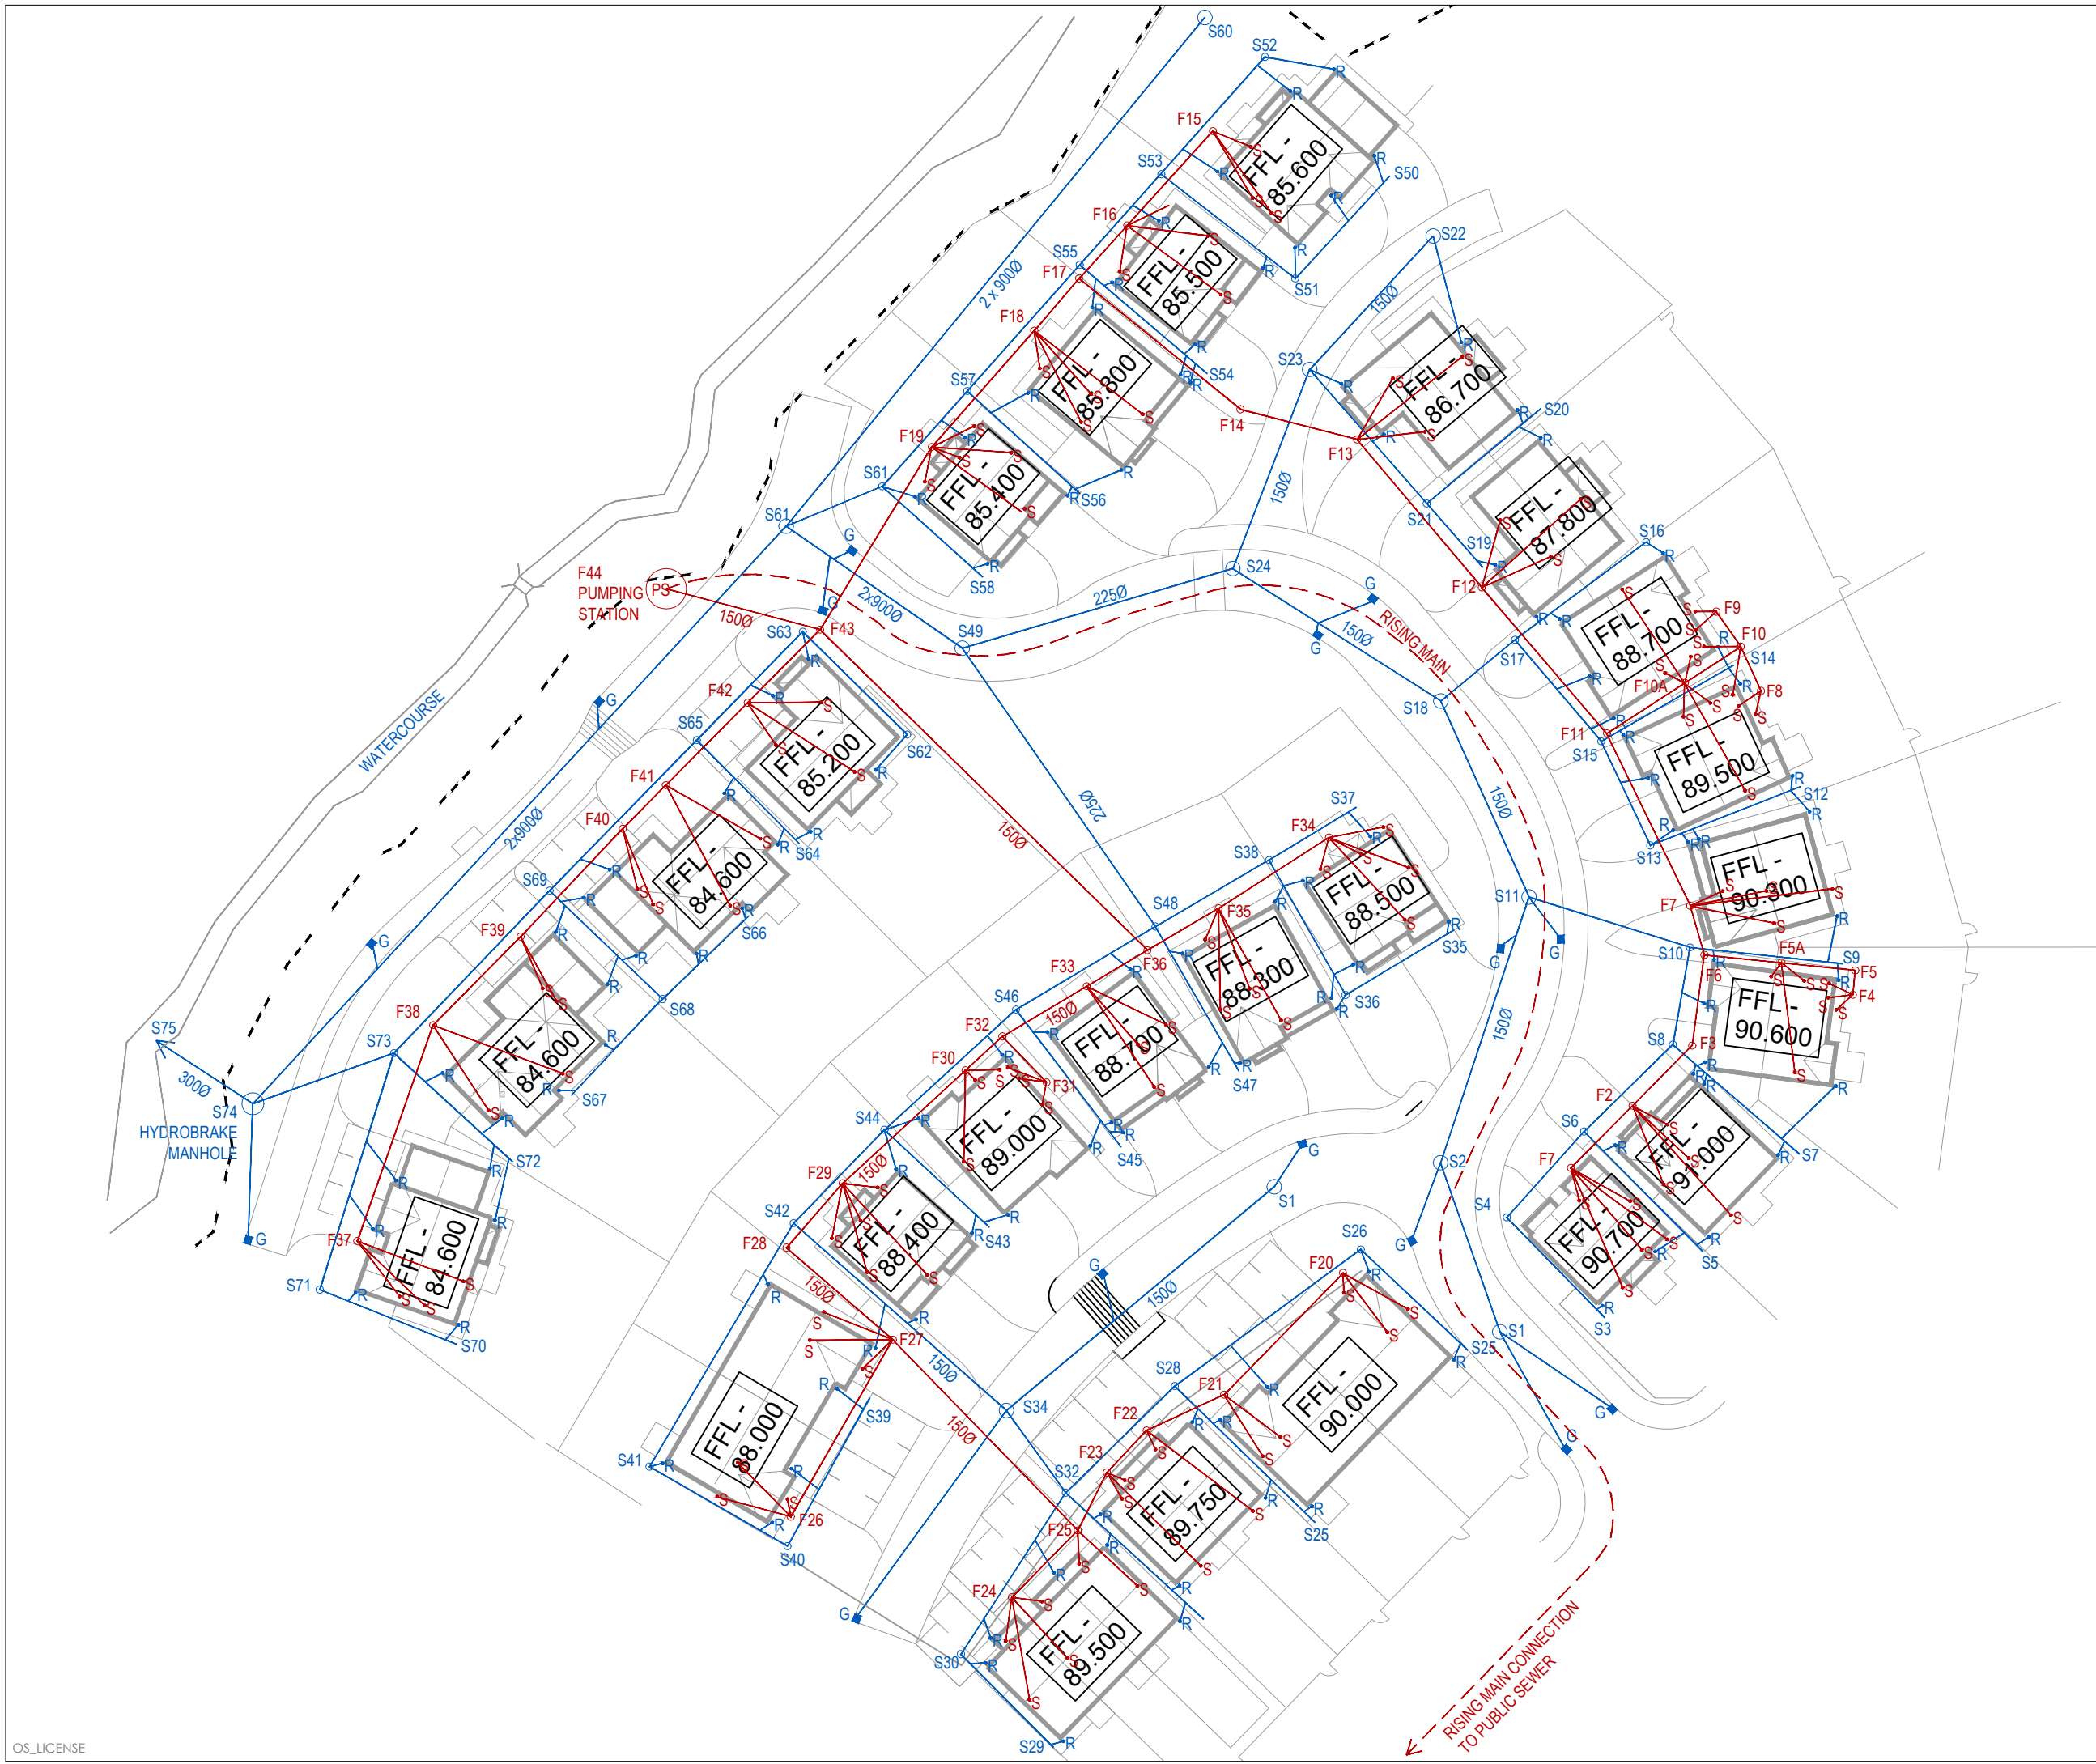 S60
S52
R
R
F15
S
FFL -
85.600
S53
R
R
S50
R
S
S
F16
R
S
S22
S55
F17
R
S
FFL -
85.500
R
R
S51
2 x 900Ø
150Ø
S
F18
R
R
S23
R
S
FFL -
85.800
S
R
R
S54
FFL -
86.700
S
R
S57
R
S
S
S
F14
F13
R
S
R
S20
R
F19
S
R
S
S
FFL -
85.400
R
R
S56
150Ø
S21
FFL -
87.800
S
S
S61
R
S
S
S61
G
S19
R
S
S16
R
F44
PUMPING
STATION
PS
150Ø
G
2x900Ø
R
S58
225Ø
S24
G
F12
S
F9
S
F43
S63
S49
G
150Ø
RISING MAIN
R
R
S17
FFL -
88.700
S
S
R
F10
S14
R
F42
R
S
S
F10A
S
S
R
F8
G
S65
S
S62
S18
R
S
S
WATERCOURSE
FFL -
85.200
S
R
F11
S15
R
R
FFL -
89.500
F41
R
S
R
R
S12
2x900Ø
F40
S
R
S64
150Ø
225Ø
S37
150Ø
R
R
S13
R
R
R
S69
R
R
S
S
FFL -
84.600
S
R
S66
F34
S
R
S38
S
S
S
FFL -
88.500
R
R
S
R
S35
S11
F7
S
S
S
FFL -
90.300
S
R
G
F39
R
R
R
S48
F35
S
R
FFL -
88.300
S
S
S
R
R
S36
R
G
G
S10
F6
R
F5A
S
S
S
S9
R
F5
F4
S
S
S
S68
F36
F33
R
S46
F38
S
S
R
150Ø
R
FFL -
88.700
S
S
S
R
S47
R
S75
S73
FFL -
84.600
S
R
S
R
R
R
S67
F32
R
F30
S
S
S
S
F31
S
R
R
S45
150Ø
S8
F3
R
R
R
FFL -
90.600
S
R
300Ø
S74
HYDROBRAKE
MANHOLE
S44
R
FFL -
89.000
S
R
R
F2
S
S
S
FFL -
91.000
S
R
S7
S6
R
R
S72
F29
150Ø
R
S
S
S42
S
FFL -
88.400
S
S
R
S43
R
G
S1
S2
S4
F7
S
S
S
S
S
FFL -
90.700
R
R
S5
R
S3
G
F37
R
R
R
R
FFL -
84.600
S
S
S
S71
R
R
S70
F28
150Ø
R
G
150Ø
S26
R
F20
S
S
S
G
S1
S25
R
S
S
S
R
F27
150Ø
R
S39
S34
S28
F21
R
R
R
S
S
FFL -
90.000
G
G
FFL -
88.000
S41
R
S
S
S
R
F26
R
S40
150Ø
F22
S
F23
S
S
S32
R
FFL -
89.750
S
S
R
R
S25
R
F25
R
S
S
R
G
F24
S
S
R
S
S
FFL -
89.500
R
S30
R
S29
R
RISING MAIN CONNECTION
TO PUBLIC SEWER
OS_LICENSE